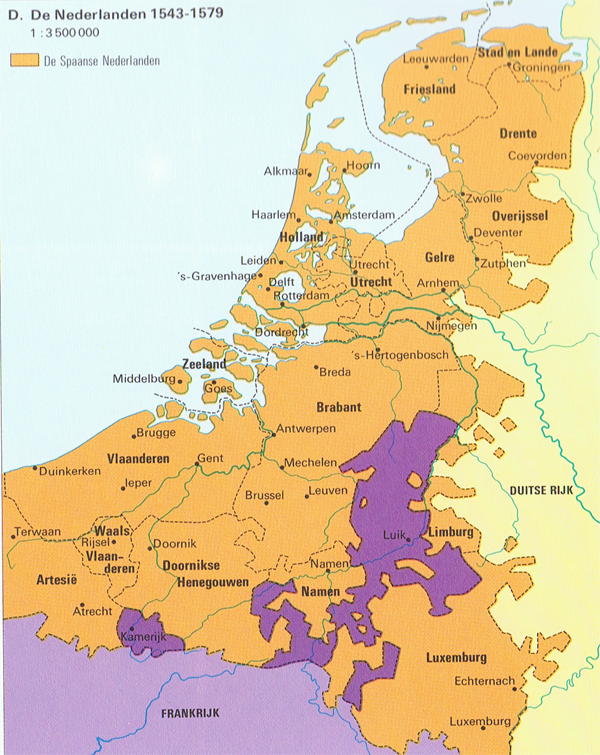 D. De Nederlanden 1543-1579
1 : 3 500 000
De Spaanse Nederlanden
Stad en Lande
Leeuwarden
Groningen
Friesland
Drente
Coevorden
Hoorn
Alkmaar
Zwolle
Haarlem
Amsterdam
Overijssel
Holland
Deventer
Leiden
Utrecht
Gelre
Zutphen
's-Gravenhage
Delft
Utrecht
Arnhem
Rotterdam
Dordrecht
Nijmegen
's-Hertogenbosch
Zeeland
Breda
Middelburg
Goes
Brabant
Antwerpen
Brugge
Vlaanderen
Gent
Mechelen
Duinkerken
Ieper
Brussel
Leuven
DUITSE RIJK
Terwaan
Waals
Vlaan-
deren
Rijsel
Doornik
Luik
Limburg
Doornikse
Henegouwen
Namen
Namen
Artesië
Atrecht
Kamerijk
Luxemburg
Echternach
FRANKRIJK
Luxemburg